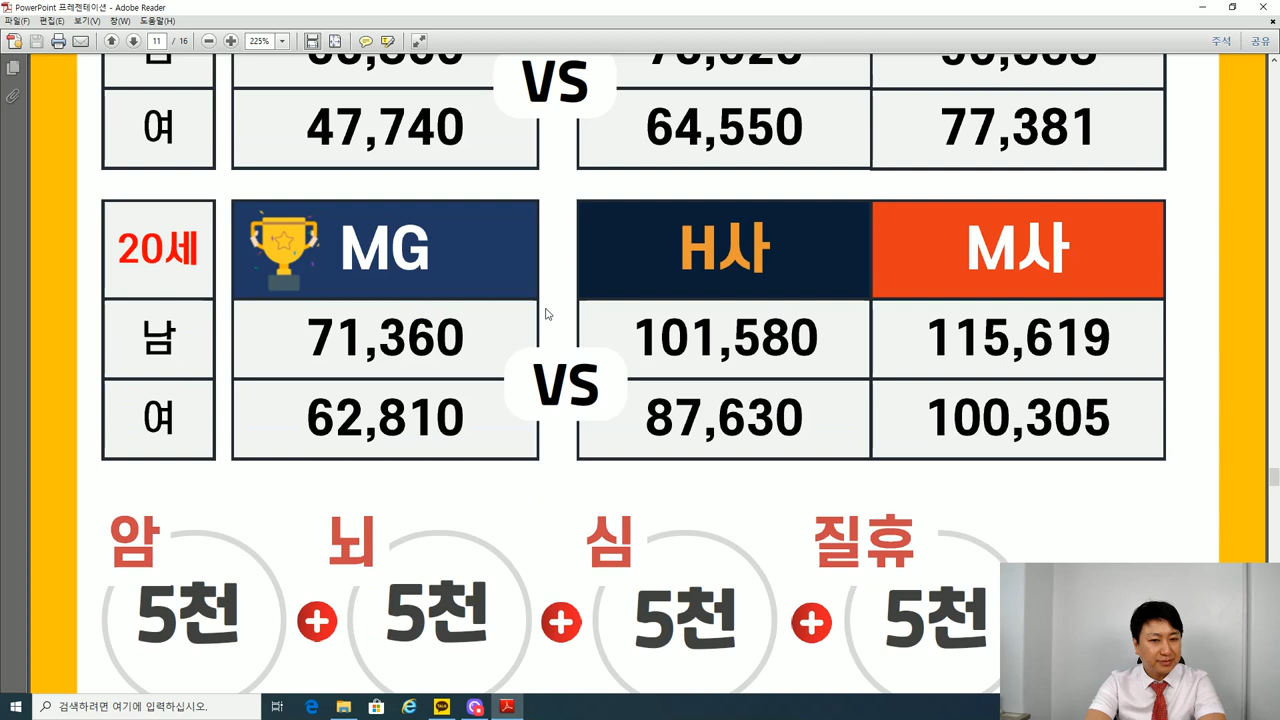 PowerPoint 프레젠테이션 - Adobe Reader
파일(F) 편집(E) 보기(V) 창(W) 도움말(H)
11 / 16 225% 주석 공유
VS
여 47,740 64,550 77,381
20세 MG H사 M사
남 71,360 101,580 115,619
VS
여 62,810 87,630 100,305
암 뇌 심 질휴
5천 + 5천 + 5천 + 5천
검색하려면 여기에 입력하십시오.
TALK